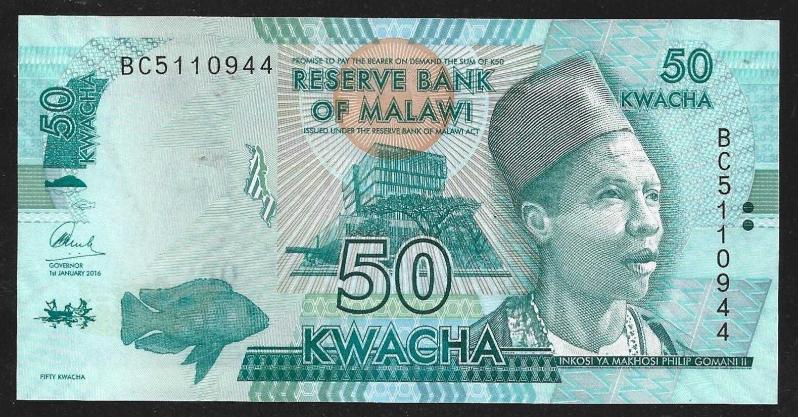 BC5110944
PROMISE TO PAY THE BEARER ON DEMAND THE SUM OF K50
RESERVE BANK
OF MALAWI
ISSUED UNDER THE RESERVE BANK OF MALAWI ACT
50
KWACHA
50
KWACHA
BC5110944
GOVERNOR
1st JANUARY 2016
50
KWACHA
INKOSI YA MAKHOSI PHILIP GOMANI II
FIFTY KWACHA